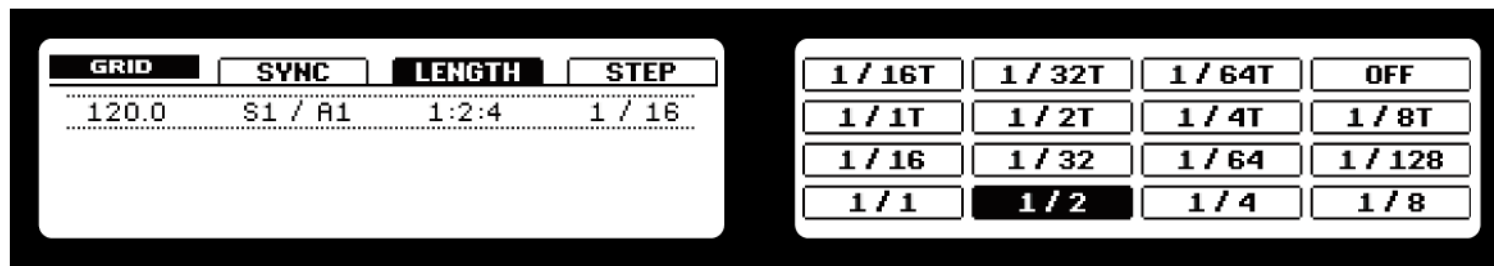 GRID SYNC LENGTH STEP
120.0 S1 / A1 1:2:4 1 / 16
1 / 16T 1 / 32T 1 / 64T OFF
1 / 1T 1 / 2T 1 / 4T 1 / 8T
1 / 16 1 / 32 1 / 64 1 / 128
1 / 1 1 / 2 1 / 4 1 / 8